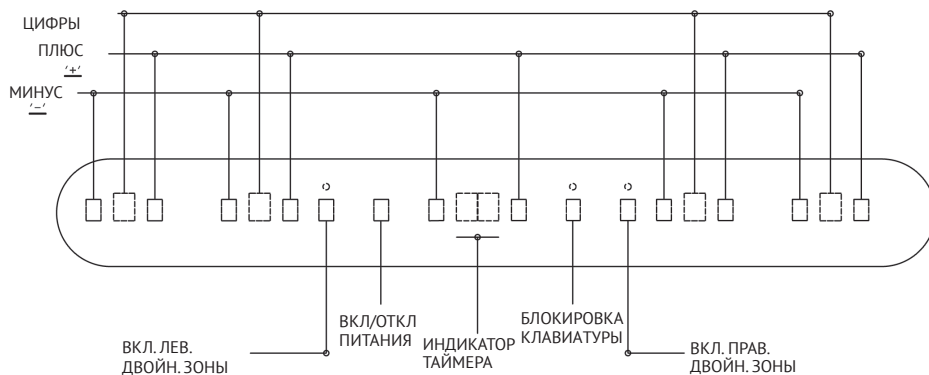 ЦИФРЫ
ПЛЮС
'+'
МИНУС
'−'
ВКЛ. ЛЕВ.
ДВОЙН. ЗОНЫ
ВКЛ/ОТКЛ
ПИТАНИЯ
ИНДИКАТОР
ТАЙМЕРА
БЛОКИРОВКА
КЛАВИАТУРЫ
ВКЛ. ПРАВ.
ДВОЙН. ЗОНЫ